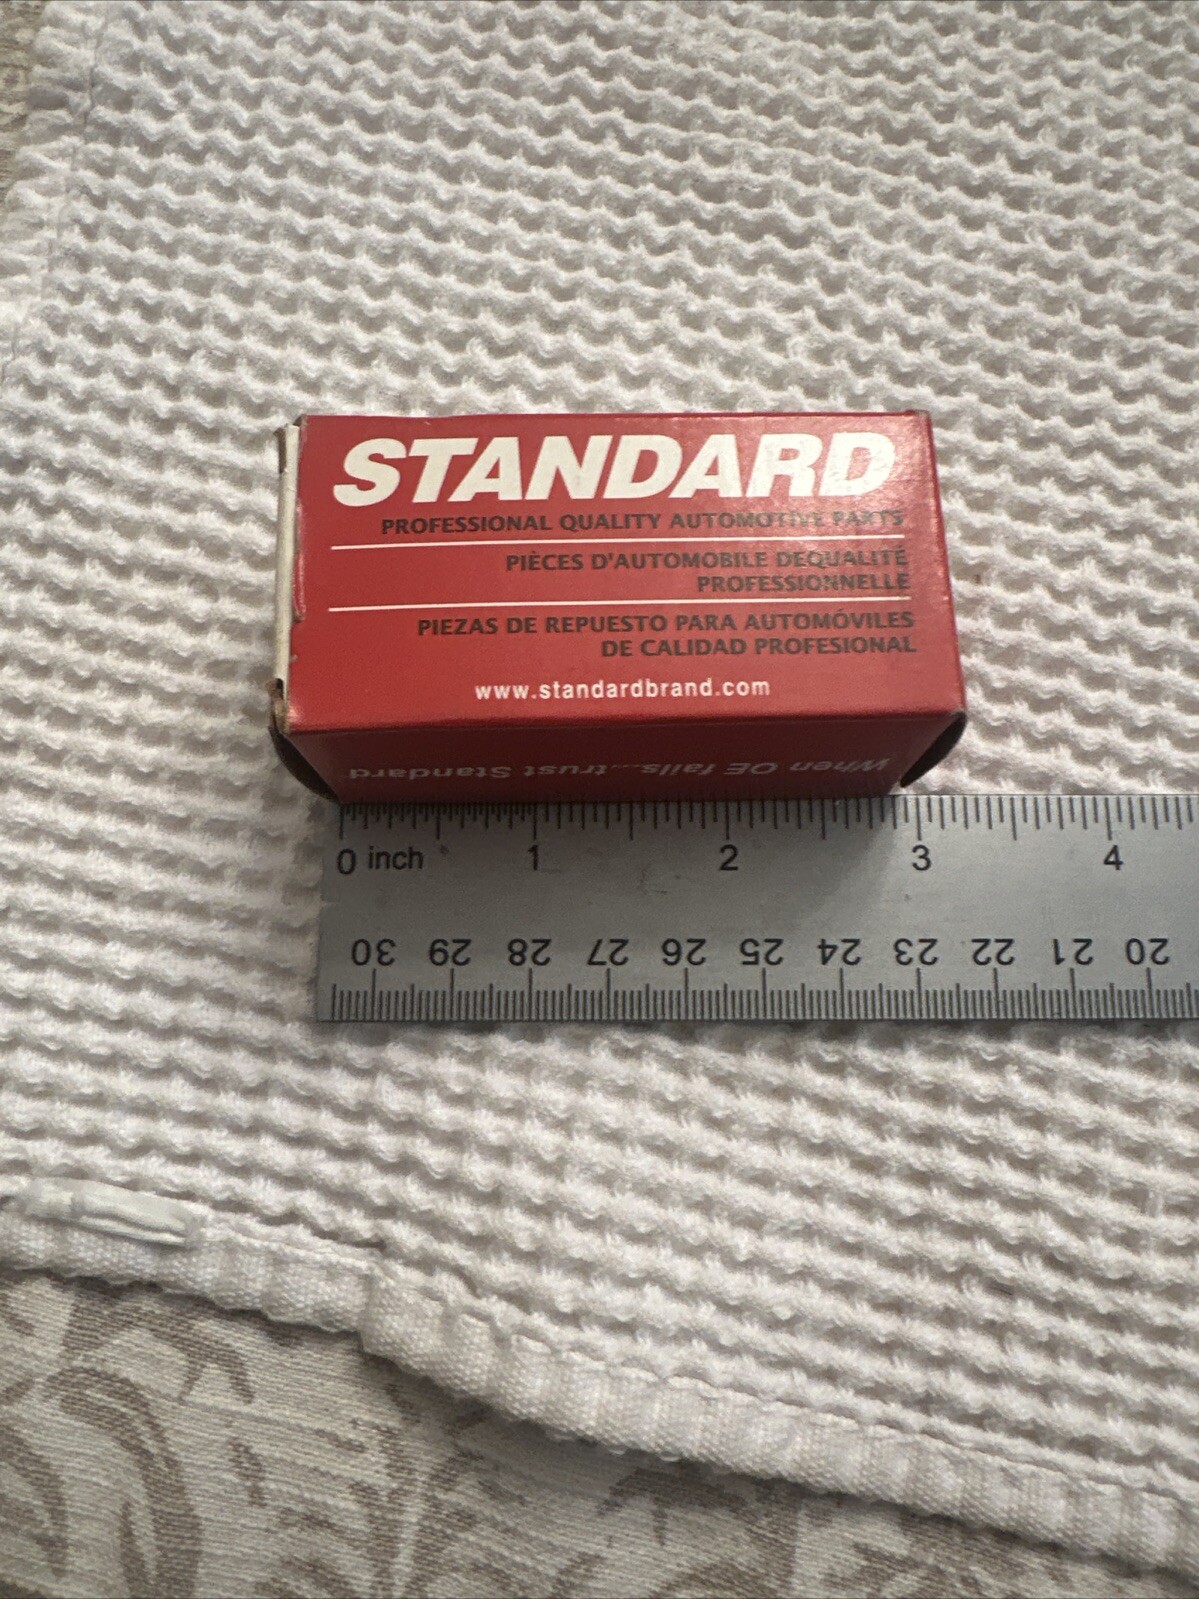 STANDARD
PROFESSIONAL QUALITY AUTOMOTIVE PARTS
PIÈCES D'AUTOMOBILE DEQUALITÉ
PROFESSIONNELLE
PIEZAS DE REPUESTO PARA AUTOMÓVILES
DE CALIDAD PROFESIONAL
www.standardbrand.com
When OE fails...trust Standard
0 inch 1 2 3 4
30 29 28 27 26 25 24 23 22 21 20